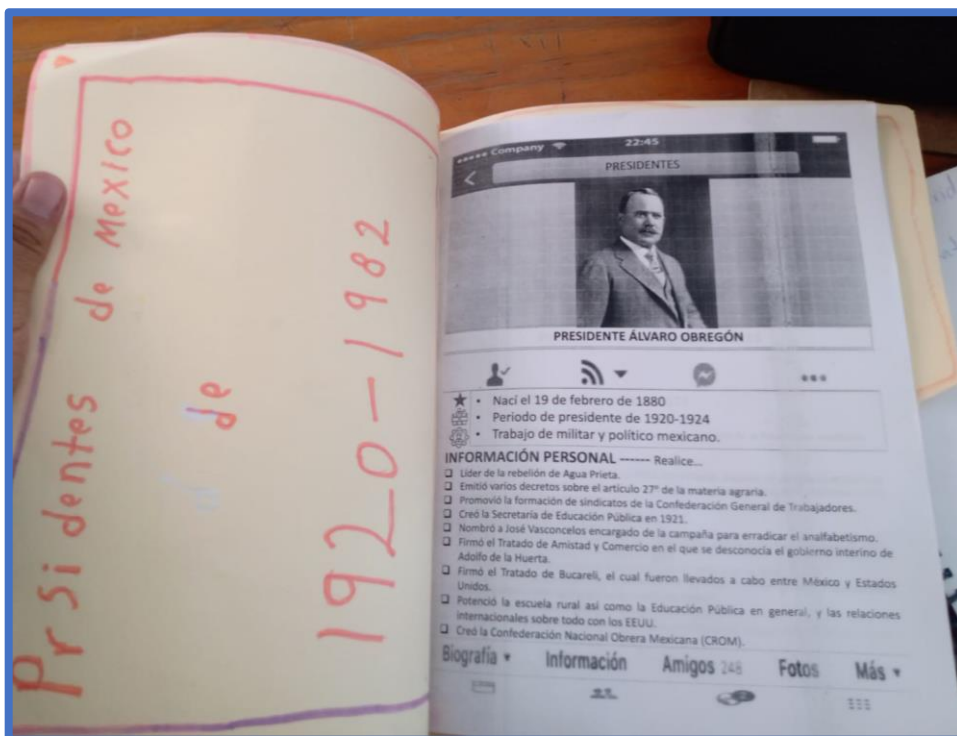 Prsidentes de Mexico
de
1920-1982
Company 22:45
PRESIDENTES
PRESIDENTE ÁLVARO OBREGÓN
• Nací el 19 de febrero de 1880
• Periodo de presidente de 1920-1924
• Trabajo de militar y político mexicano.
INFORMACIÓN PERSONAL ------ Realice...
Líder de la rebelión de Agua Prieta.
Emitió varios decretos sobre el artículo 27° de la materia agraria.
Promovió la formación de sindicatos de la Confederación General de Trabajadores.
Creó la Secretaría de Educación Pública en 1921.
Nombró a José Vasconcelos encargado de la campaña para erradicar el analfabetismo.
Firmó el Tratado de Amistad y Comercio en el que se desconocía el gobierno interino de
Adolfo de la Huerta.
Firmó el Tratado de Bucareli, el cual fueron llevados a cabo entre México y Estados
Unidos.
Potenció la escuela rural así como la Educación Pública en general, y las relaciones
internacionales sobre todo con los EEUU.
Creó la Confederación Nacional Obrera Mexicana (CROM).
Biografía Información Amigos 248 Fotos Más